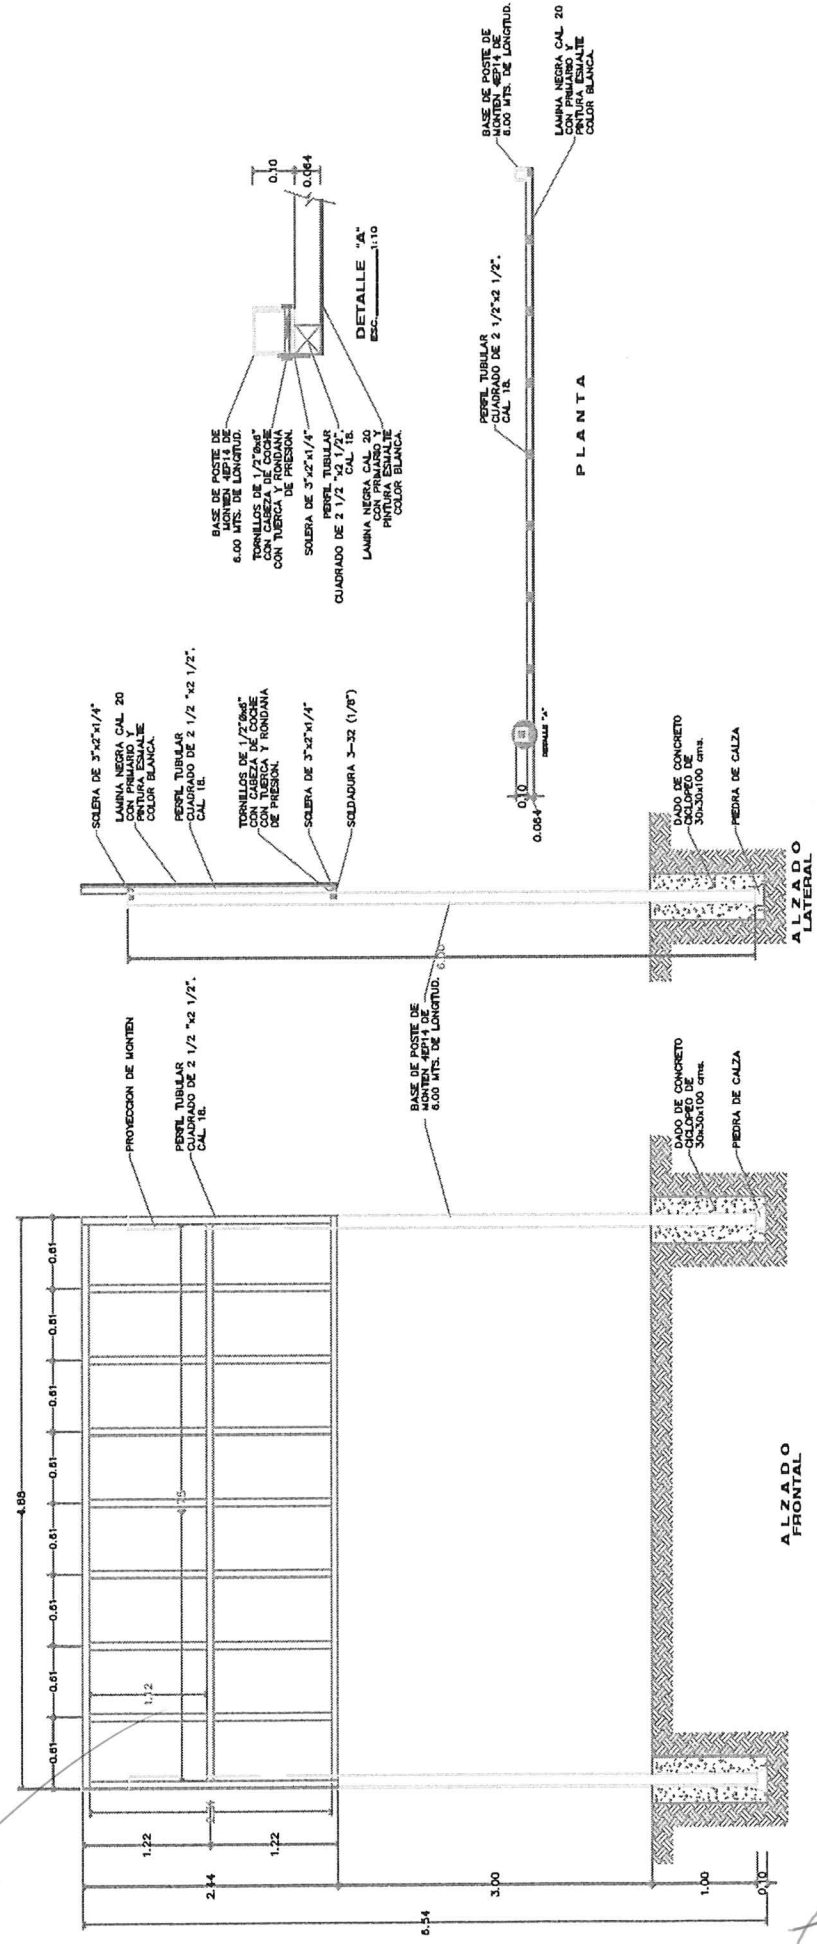 4.88
0.61
0.61
0.61
0.61
0.61
0.61
0.61
0.61
1.22
1.22
2.44
3.00
1.00
0.10
6.54
1.12
PROYECCION DE MONTEN
PERFIL TUBULAR
CUADRADO DE 2 1/2 "x2 1/2".
CAL. 18.
BASE DE POSTE DE
MONTEN 4EP14 DE
6.00 MTS. DE LONGITUD.
DADO DE CONCRETO
CICLOPEO DE
30x30x100 cms.
PIEDRA DE CALZA
ALZADO
FRONTAL
SOLERA DE 3"x2"x1/4"
LAMINA NEGRA CAL. 20
CON PRIMARIO Y
PINTURA ESMALTE
COLOR BLANCA.
PERFIL TUBULAR
CUADRADO DE 2 1/2 "x2 1/2".
CAL. 18.
TORNILLOS DE 1/2"Øx6"
CON CABEZA DE COCHE
CON TUERCA Y RONDANA
DE PRESION.
SOLERA DE 3"x2"x1/4"
SOLDADURA 3-32 (1/8")
6.00
DADO DE CONCRETO
CICLOPEO DE
30x30x100 cms.
PIEDRA DE CALZA
ALZADO
LATERAL
BASE DE POSTE DE
MONTEN 4EP14 DE
6.00 MTS. DE LONGITUD.
TORNILLOS DE 1/2"Øx6"
CON CABEZA DE COCHE
CON TUERCA Y RONDANA
DE PRESION.
SOLERA DE 3"x2"x1/4"
PERFIL TUBULAR
CUADRADO DE 2 1/2 "x2 1/2".
CAL. 18.
LAMINA NEGRA CAL. 20
CON PRIMARIO Y
PINTURA ESMALTE
COLOR BLANCA.
0.10
0.064
DETALLE "A"
ESC. 1:10
BASE DE POSTE DE
MONTEN 4EP14 DE
6.00 MTS. DE LONGITUD.
LAMINA NEGRA CAL. 20
CON PRIMARIO Y
PINTURA ESMALTE
COLOR BLANCA.
PERFIL TUBULAR
CUADRADO DE 2 1/2"x2 1/2".
CAL. 18.
DETALLE "A"
0.10
0.064
PLANTA